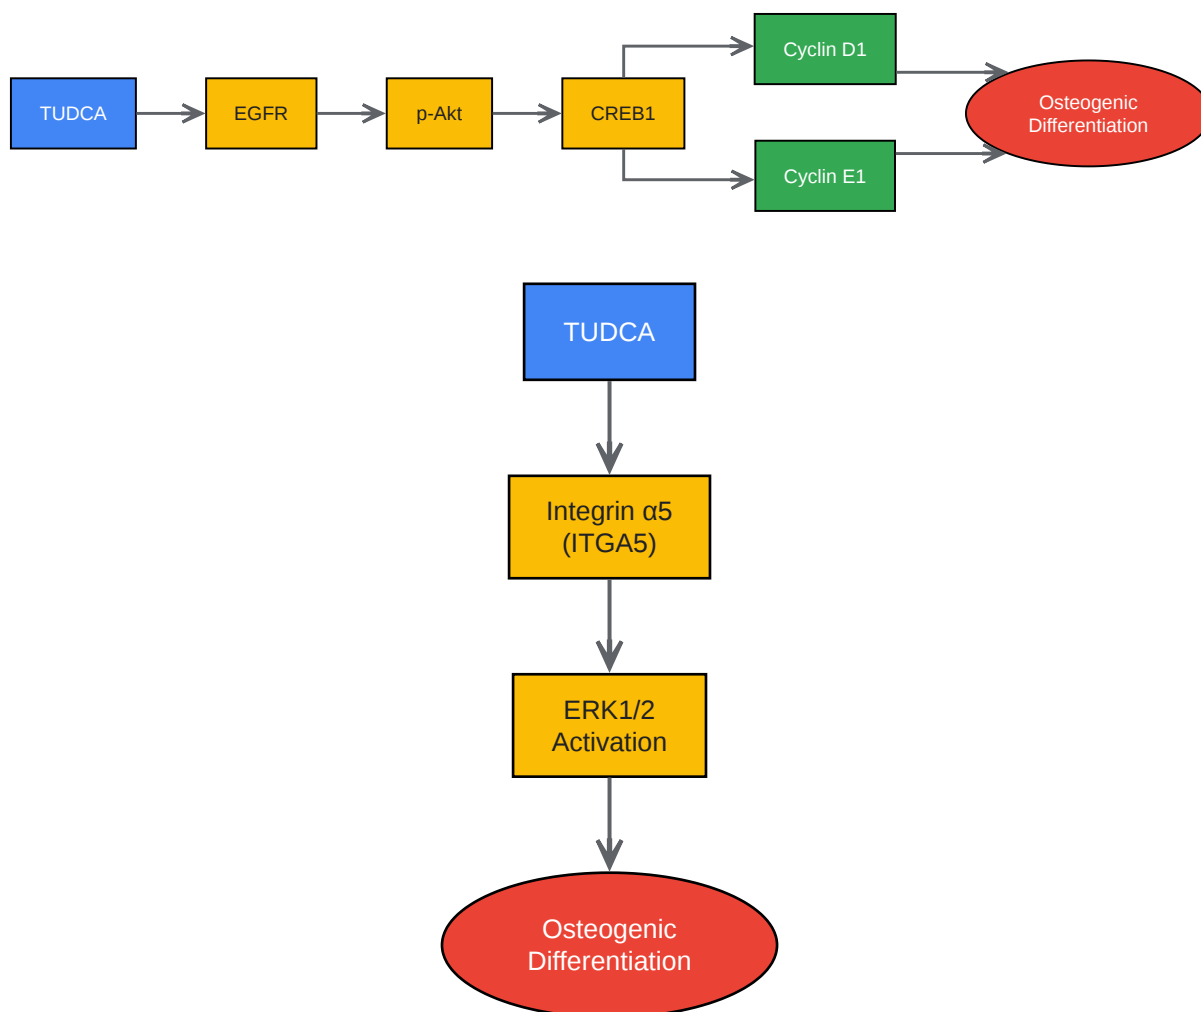 TUDCA
EGFR
p-Akt
CREB1
Cyclin D1
Cyclin E1
Osteogenic
Differentiation
TUDCA
Integrin α5
(ITGA5)
ERK1/2
Activation
Osteogenic
Differentiation